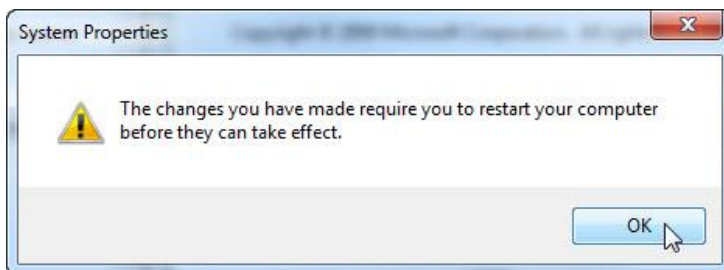 System Properties
The changes you have made require you to restart your computer
before they can take effect.
OK